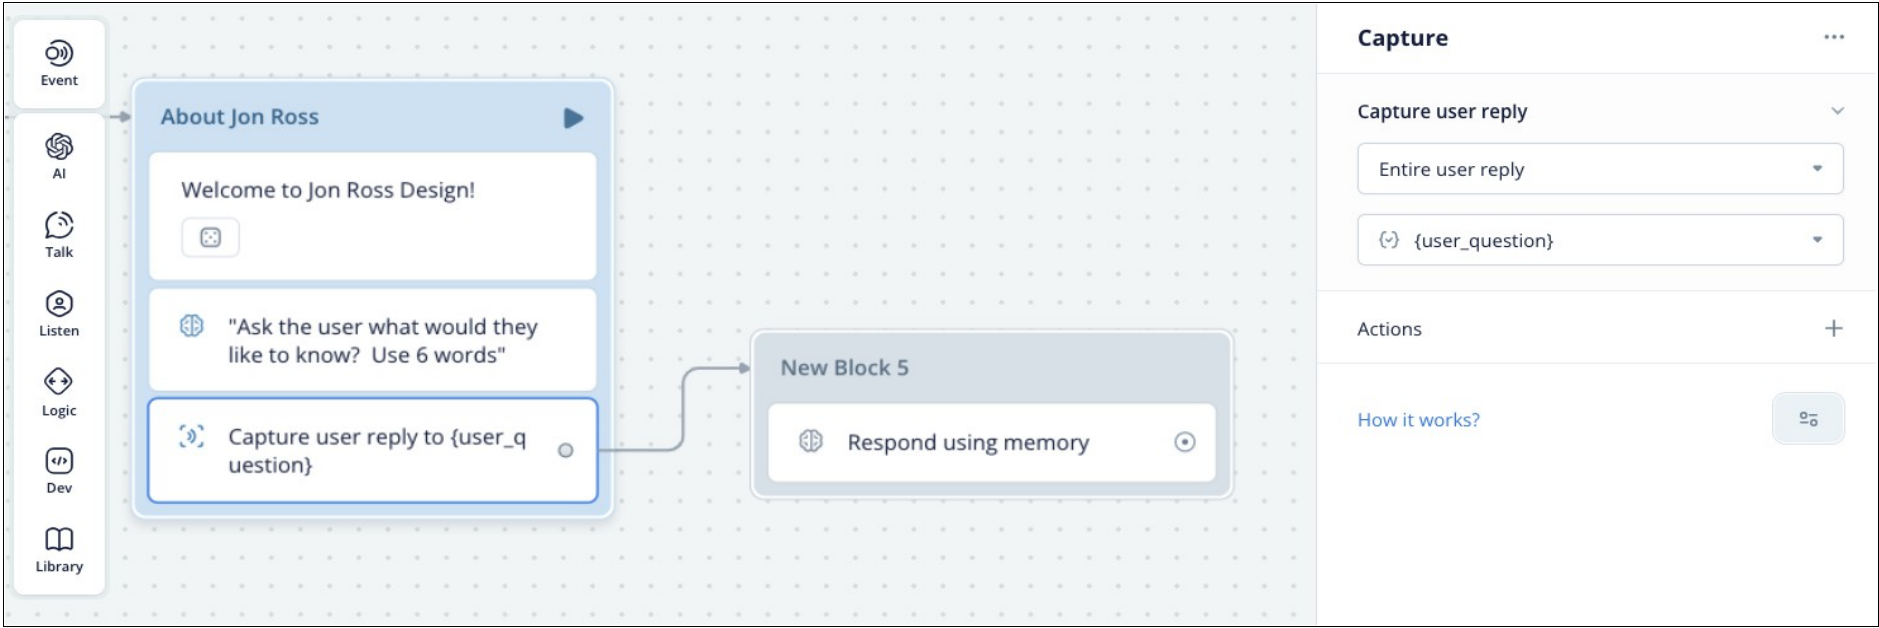 Event
AI
Talk
Listen
Logic
Dev
Library
About Jon Ross
Welcome to Jon Ross Design!
"Ask the user what would they
like to know?  Use 6 words"
Capture user reply to {user_q
uestion}
New Block 5
Respond using memory
Capture
Capture user reply
Entire user reply
{user_question}
Actions
How it works?